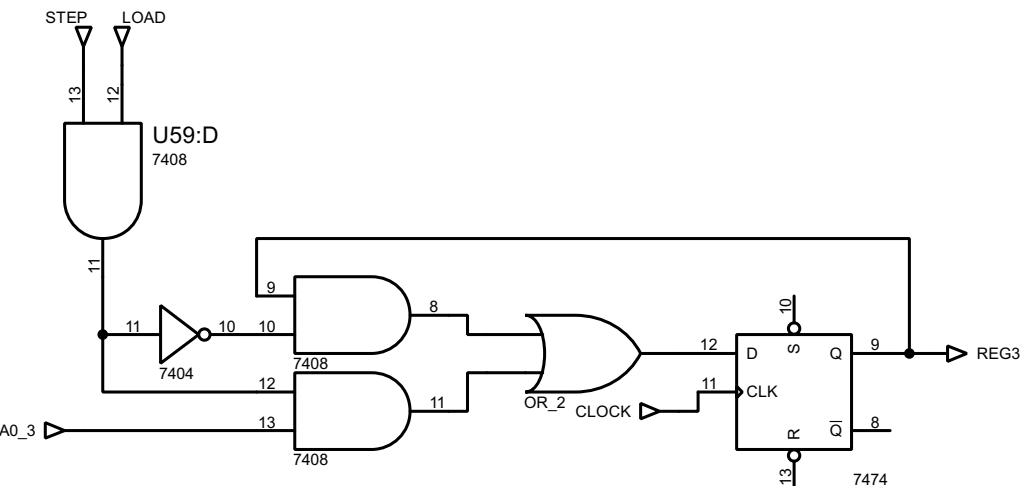 STEP LOAD
13 12
U59:D
7408
11
9
10
8
11 10 10
12 D S Q 9 REG3
7408
7404
12
11 CLK
OR_2
CLOCK
11
A0_3
13
R Q 8
7408
13
7474